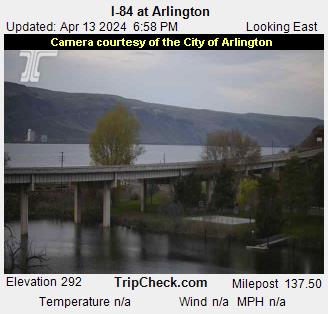 I-84 at Arlington
Updated: Apr 13 2024 6:58 PM Looking East
Camera courtesy of the City of Arlington
Elevation 292 TripCheck.com Milepost 137.50
Temperature n/a Wind n/a MPH n/a